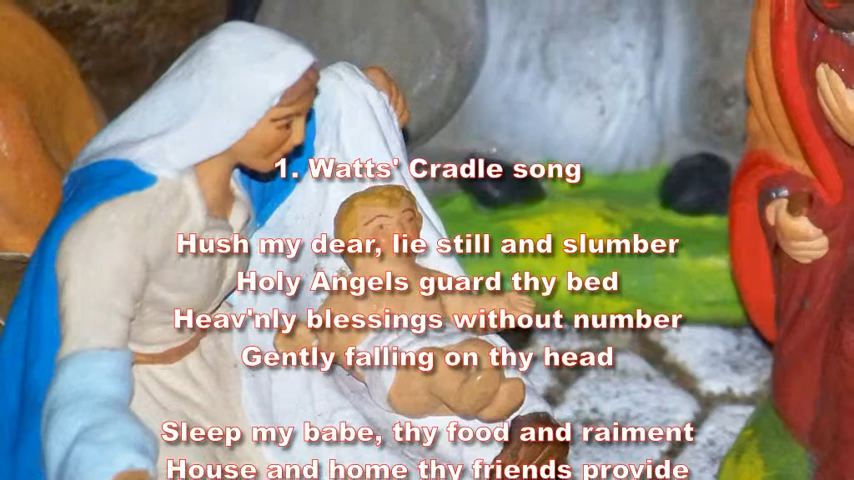 1. Watts' Cradle song
Hush my dear, lie still and slumber
Holy Angels guard thy bed
Heav'nly blessings without number
Gently falling on thy head
Sleep my babe, thy food and raiment
House and home thy friends provide